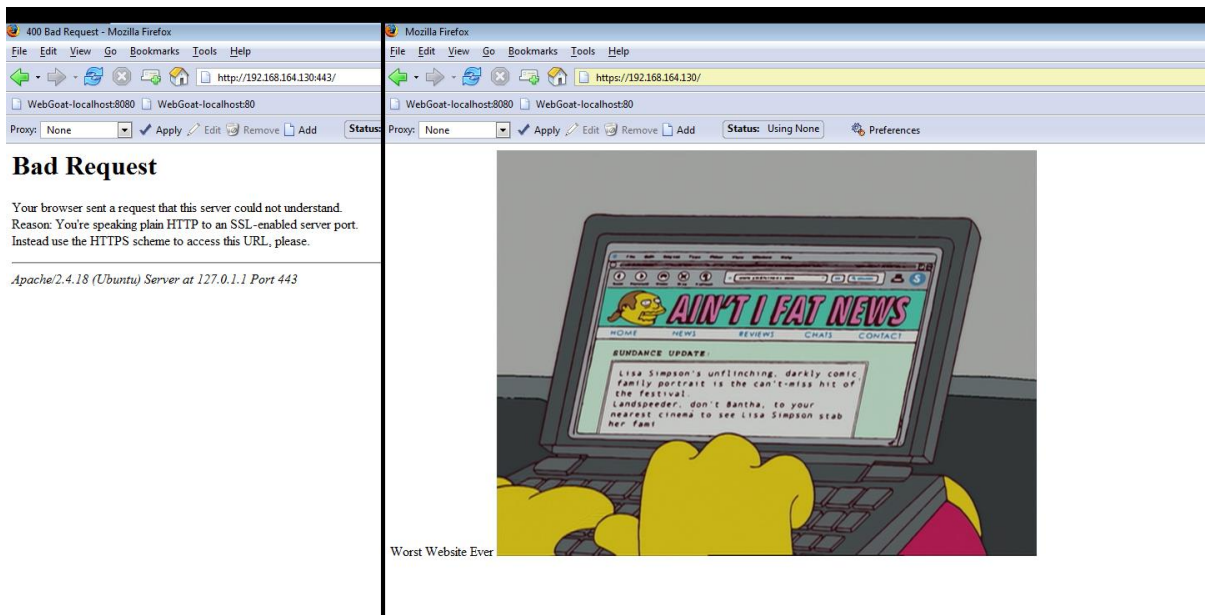 400 Bad Request - Mozilla Firefox
File Edit View Go Bookmarks Tools Help
http://192.168.164.130:443/
WebGoat-localhost:8080 WebGoat-localhost:80
Proxy: None Apply Edit Remove Add Status:
Bad Request
Your browser sent a request that this server could not understand.
Reason: You're speaking plain HTTP to an SSL-enabled server port.
Instead use the HTTPS scheme to access this URL, please.
Apache/2.4.18 (Ubuntu) Server at 127.0.1.1 Port 443
Mozilla Firefox
File Edit View Go Bookmarks Tools Help
https://192.168.164.130/
WebGoat-localhost:8080 WebGoat-localhost:80
Proxy: None Apply Edit Remove Add Status: Using None Preferences
AIN'T I FAT NEWS
HOME NEWS REVIEWS CHATS CONTACT
SUNDANCE UPDATE:
Lisa Simpson's unflinching, darkly comic
family portrait is the can't-miss hit of
the festival.
Landspeeder, don't Bantha, to your
nearest cinema to see Lisa Simpson stab
her fami
Worst Website Ever